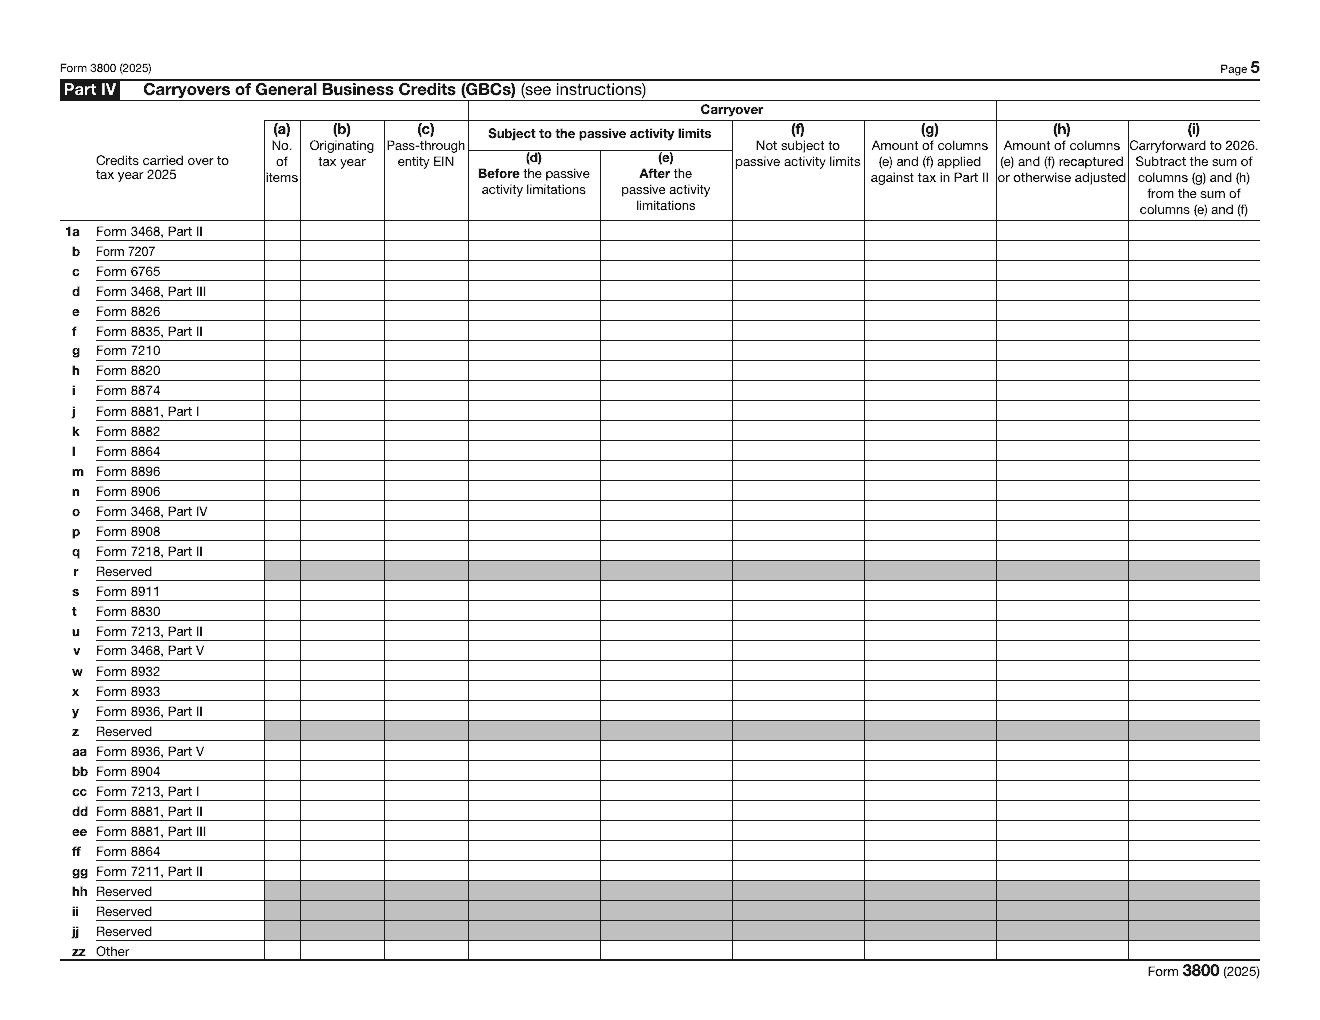 Form 3800 (2025) Page 5
Part IV Carryovers of General Business Credits (GBCs) (see instructions)
Carryover
Credits carried over to
tax year 2025
(a)
No.
of
items
(b)
Originating
tax year
(c)
Pass-through
entity EIN
Subject to the passive activity limits
(d)
Before the passive
activity limitations
(e)
After the
passive activity
limitations
(f)
Not subject to
passive activity limits
(g)
Amount of columns
(e) and (f) applied
against tax in Part II
(h)
Amount of columns
(e) and (f) recaptured
or otherwise adjusted
(i)
Carryforward to 2026.
Subtract the sum of
columns (g) and (h)
from the sum of
columns (e) and (f)
1a Form 3468, Part II
b Form 7207
c Form 6765
d Form 3468, Part III
e Form 8826
f Form 8835, Part II
g Form 7210
h Form 8820
i Form 8874
j Form 8881, Part I
k Form 8882
l Form 8864
m Form 8896
n Form 8906
o Form 3468, Part IV
p Form 8908
q Form 7218, Part II
r Reserved
s Form 8911
t Form 8830
u Form 7213, Part II
v Form 3468, Part V
w Form 8932
x Form 8933
y Form 8936, Part II
z Reserved
aa Form 8936, Part V
bb Form 8904
cc Form 7213, Part I
dd Form 8881, Part II
ee Form 8881, Part III
ff Form 8864
gg Form 7211, Part II
hh Reserved
ii Reserved
jj Reserved
zz Other
Form 3800 (2025)